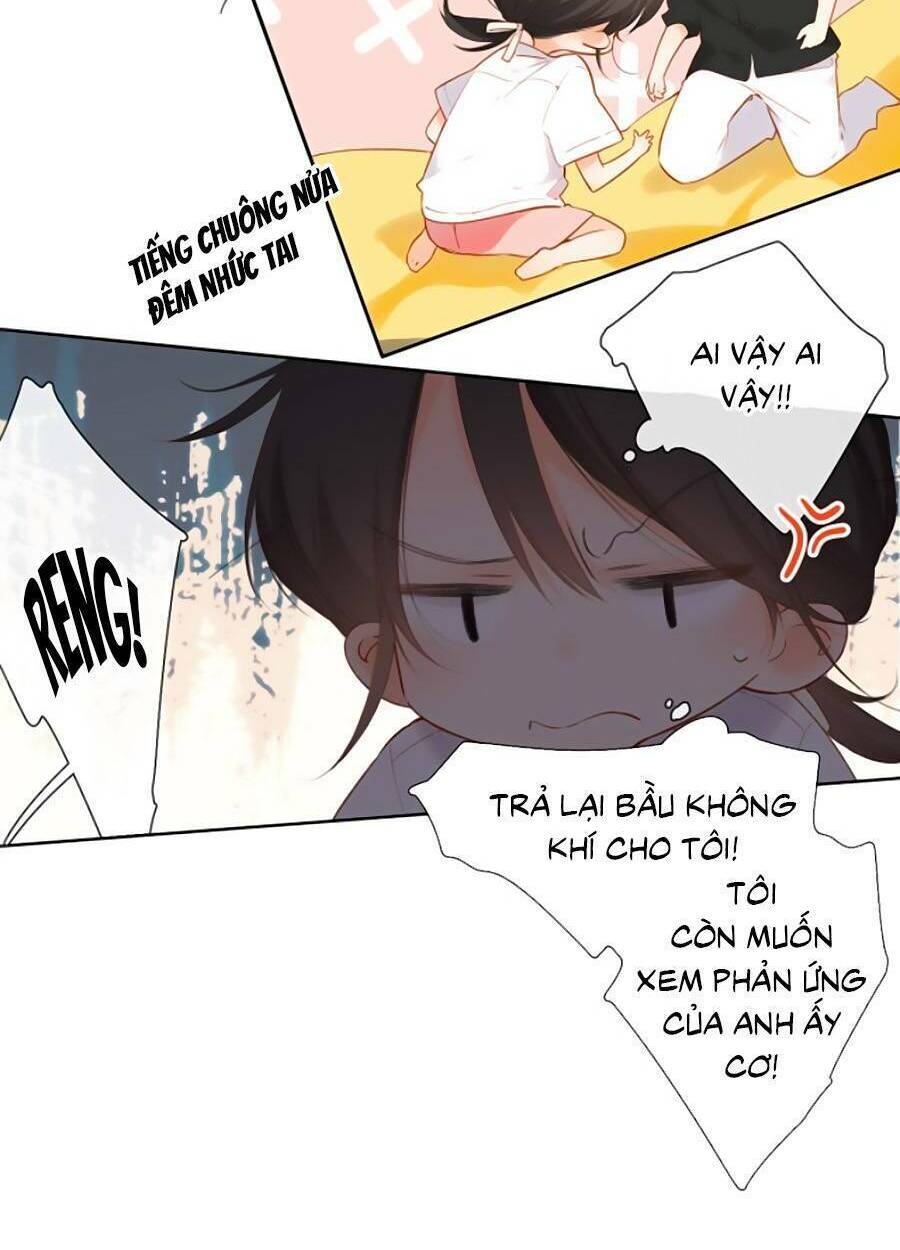 TIẾNG CHUÔNG NỬA
ĐÊM NHỨC TAI
AI VẬY AI
VẬY!!
RENG!
TRẢ LẠI BẦU KHÔNG
KHÍ CHO TÔI!
TÔI
CÒN MUỐN
XEM PHẢN ỨNG
CỦA ANH ẤY
CƠ!